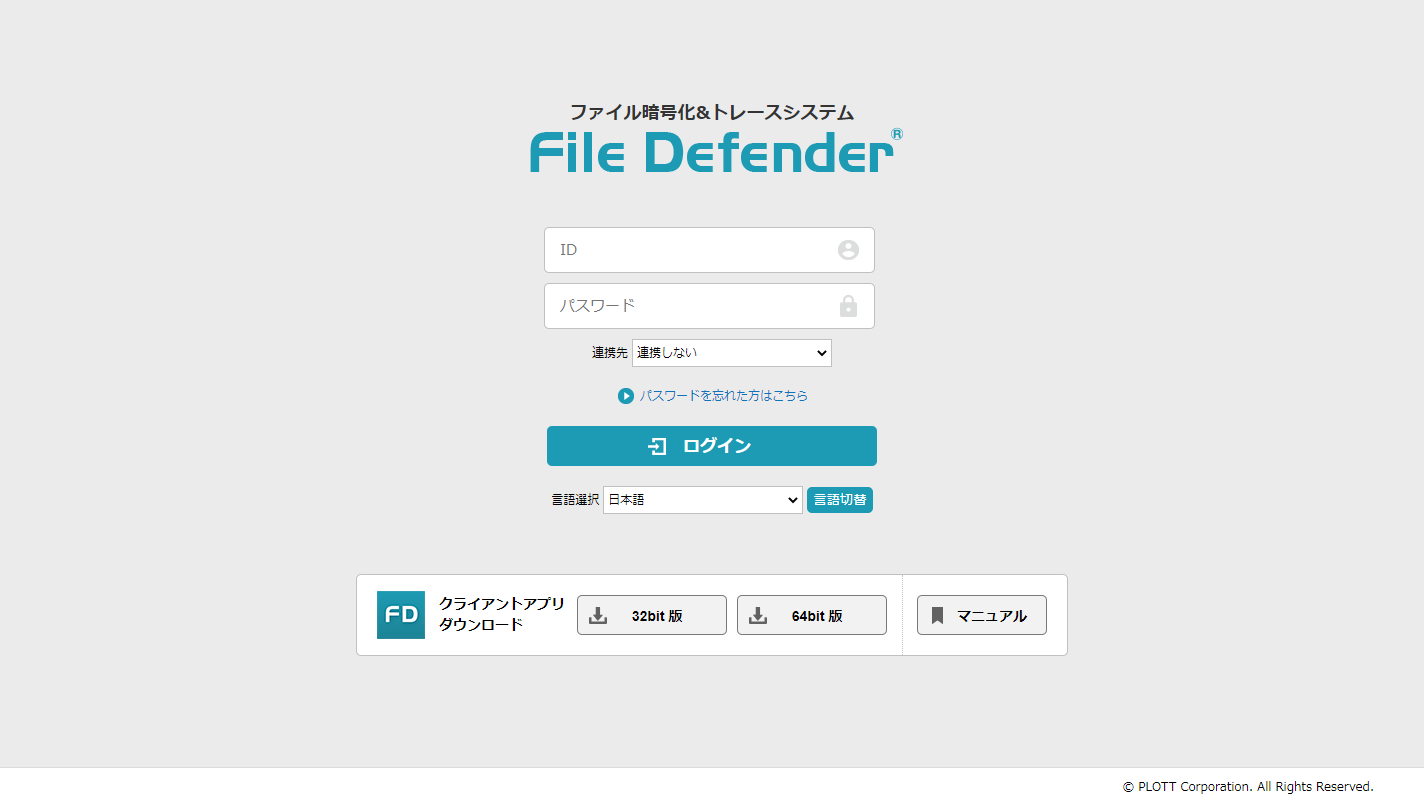 ファイル暗号化&トレースシステム
File Defender®
ID
パスワード
連携先 連携しない
パスワードを忘れた方はこちら
ログイン
言語選択 日本語 言語切替
FD
クライアントアプリ
ダウンロード
32bit 版
64bit 版
マニュアル
© PLOTT Corporation. All Rights Reserved.